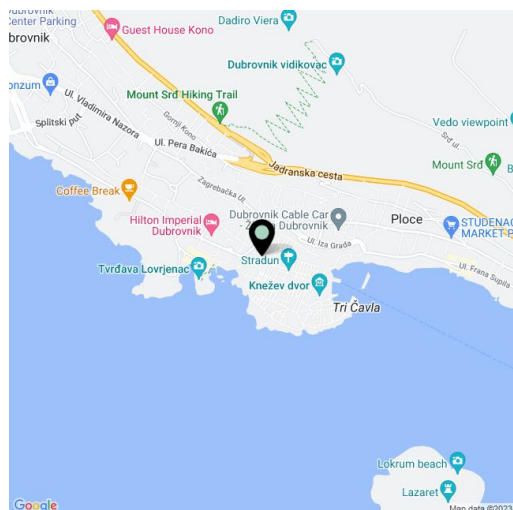 Dubrovnik
Center Parking
brovnik
Guest House Kono
Dadiro Viera
Dubrovnik vidikovac
onzum
Ul. Vladimira Nazora
Splitski put
Mount Srđ Hiking Trail
Gornji Kono
Ul. Pera Bakića
Jadranska cesta
Vedo viewpoint
Srđ ul.
Mount Srđ
B
Coffee Break
Zagrebačka Ul.
Hilton Imperial
Dubrovnik
Dubrovnik Cable Car
Dubrovnik
Ul. Iza Grada
Ploce
STUDENAC
MARKET P
Ul. Frana Supila
Tvrđava Lovrjenac
Stradun
Knežev dvor
Tri Čavla
Lokrum beach
Lazaret
Google
Map data ©2023